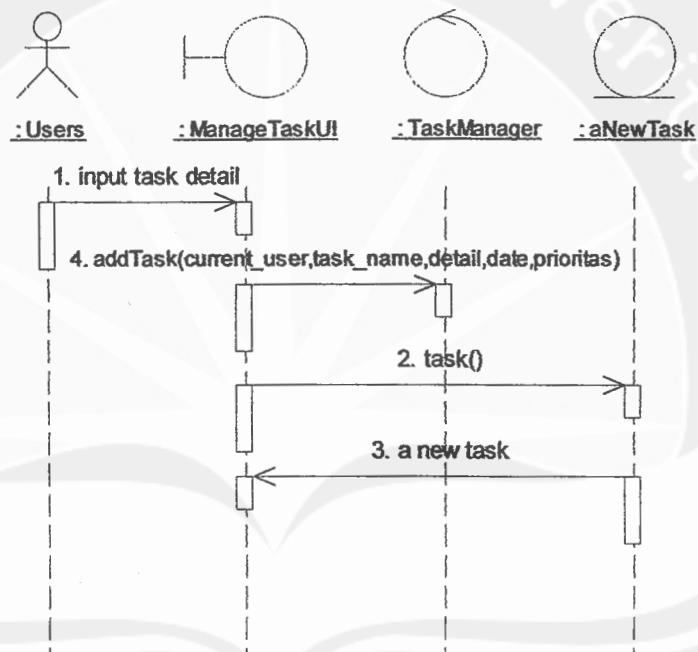 :Users :ManageTaskUI :TaskManager :aNewTask
1. input task detail
4. addTask(current_user,task_name,detail,date,prioritas)
2. task()
3. a new task